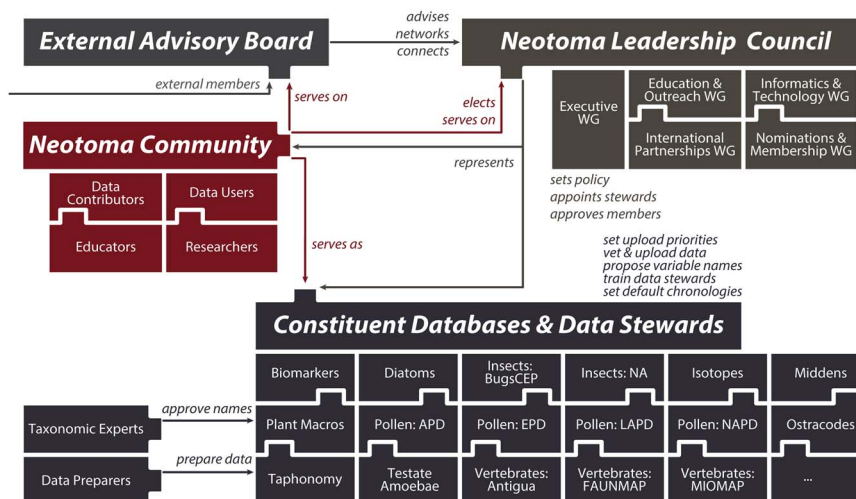 External Advisory Board
advises
networks
connects
Neotoma Leadership Council
external members
serves on
elects
serves on
Executive
WG
Education &
Outreach WG
Informatics &
Technology WG
International
Partnerships WG
Nominations &
Membership WG
Neotoma Community
represents
sets policy
appoints stewards
approves members
Data
Contributors
Data Users
Educators
Researchers
serves as
set upload priorities
vet & upload data
propose variable names
train data stewards
set default chronologies
Constituent Databases & Data Stewards
Biomarkers
Diatoms
Insects:
BugsCEP
Insects: NA
Isotopes
Middens
Taxonomic Experts
approve names
Plant Macros
Pollen: APD
Pollen: EPD
Pollen: LAPD
Pollen: NAPD
Ostracodes
Data Preparers
prepare data
Taphonomy
Testate
Amoebae
Vertebrates:
Antigua
Vertebrates:
FAUNMAP
Vertebrates:
MIOMAP
...